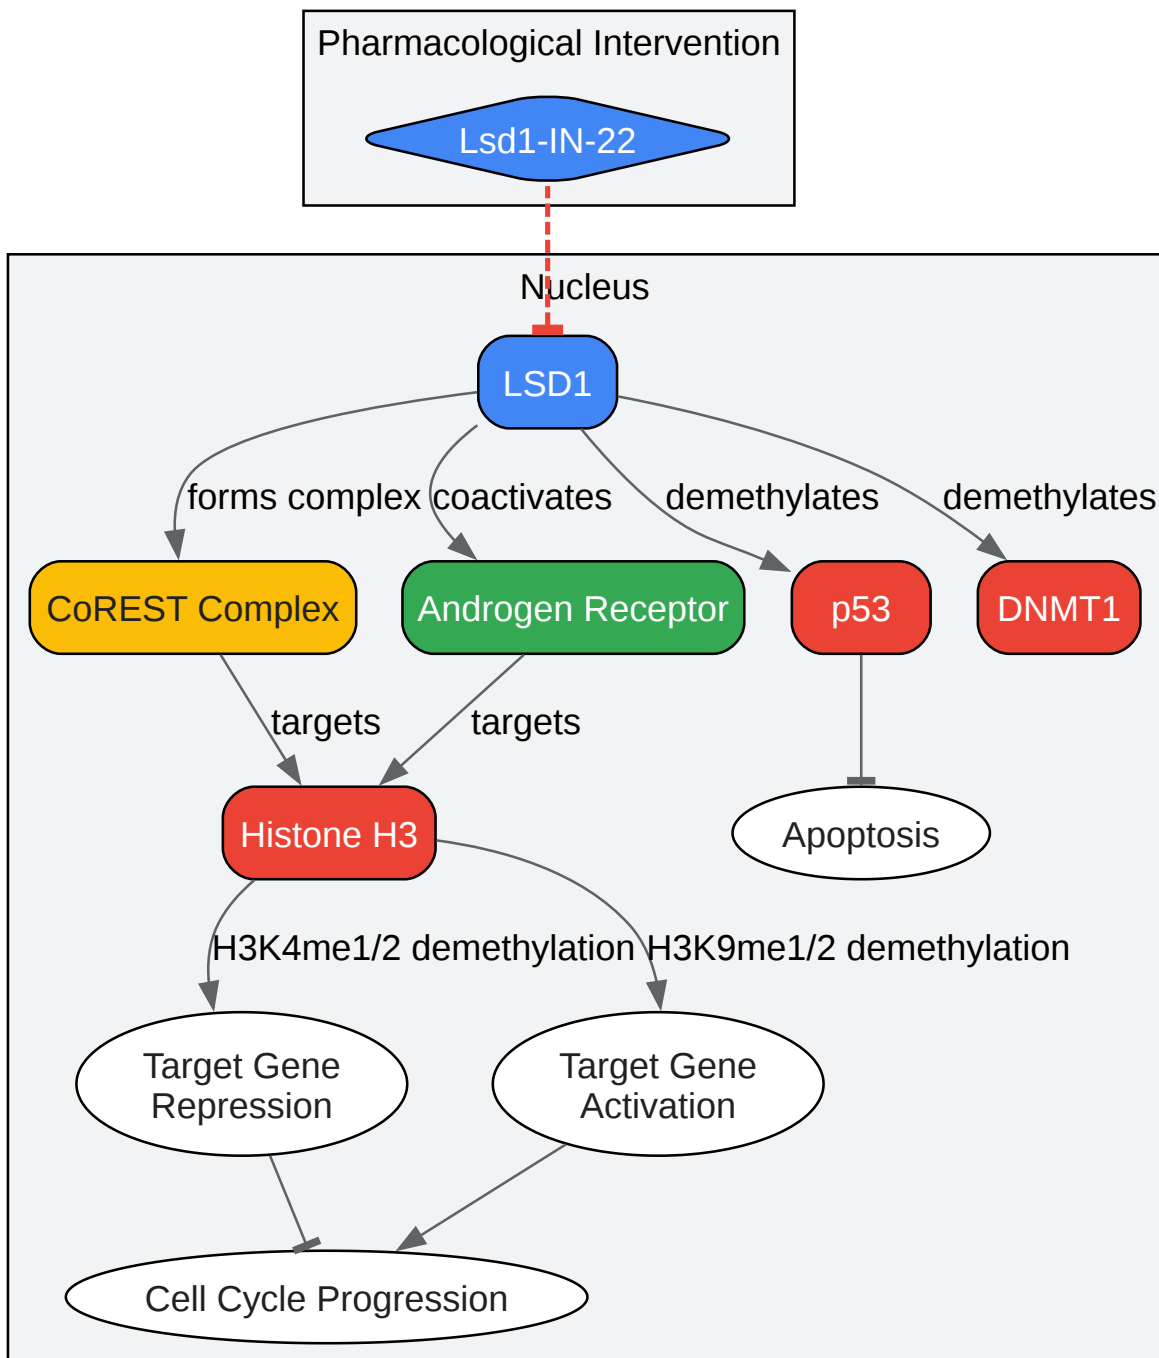 Pharmacological Intervention
Lsd1-IN-22
Nucleus
LSD1
forms complex
coactivates
demethylates
demethylates
CoREST Complex
Androgen Receptor
p53
DNMT1
targets
targets
Histone H3
Apoptosis
H3K4me1/2 demethylation
H3K9me1/2 demethylation
Target Gene
Repression
Target Gene
Activation
Cell Cycle Progression